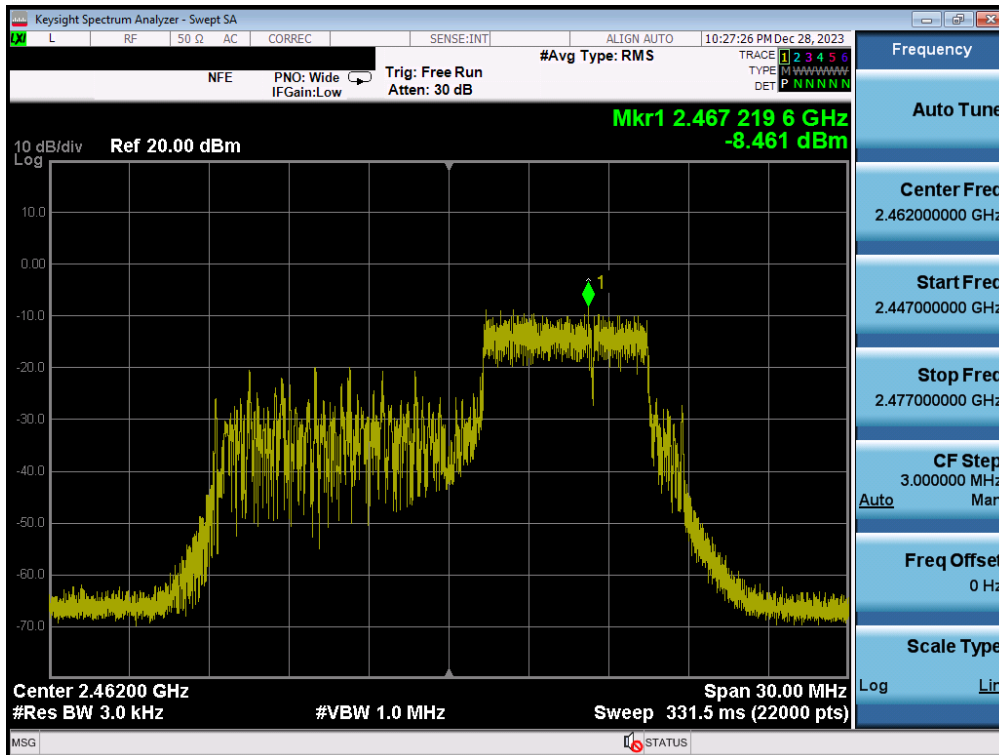 Keysight Spectrum Analyzer - Swept SA
LXI L RF 50 Ω AC CORREC SENSE:INT ALIGN AUTO 10:27:26 PM Dec 28, 2023
NFE PNO: Wide Trig: Free Run #Avg Type: RMS TRACE 1 2 3 4 5 6
IFGain:Low Atten: 30 dB TYPE M WWWWW
DET P N N N N N
Mkr1 2.467 219 6 GHz
-8.461 dBm
10 dB/div Ref 20.00 dBm
Log
10.0
0.00
-10.0
-20.0
-30.0
-40.0
-50.0
-60.0
-70.0
1
Center 2.46200 GHz Span 30.00 MHz
#Res BW 3.0 kHz #VBW 1.0 MHz Sweep 331.5 ms (22000 pts)
MSG STATUS
Frequency
Auto Tune
Center Freq
2.462000000 GHz
Start Freq
2.447000000 GHz
Stop Freq
2.477000000 GHz
CF Step
3.000000 MHz
Auto Man
Freq Offset
0 Hz
Scale Type
Log Lin